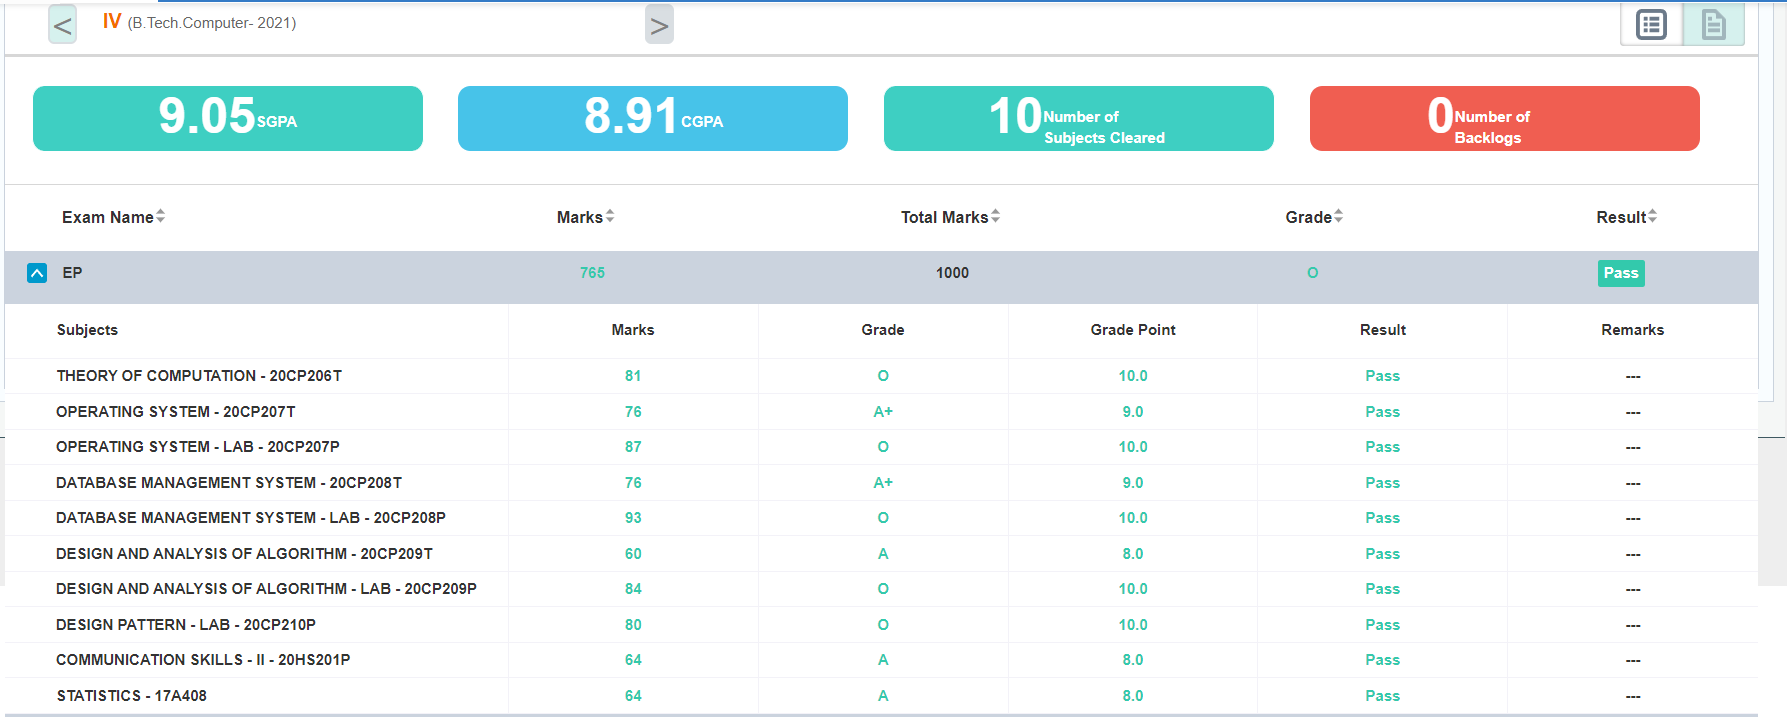 < IV (B.Tech.Computer- 2021) >
9.05 SGPA 8.91 CGPA 10 Number of Subjects Cleared 0 Number of Backlogs
Exam Name Marks Total Marks Grade Result
EP 765 1000 O Pass
Subjects Marks Grade Grade Point Result Remarks
THEORY OF COMPUTATION - 20CP206T 81 O 10.0 Pass ---
OPERATING SYSTEM - 20CP207T 76 A+ 9.0 Pass ---
OPERATING SYSTEM - LAB - 20CP207P 87 O 10.0 Pass ---
DATABASE MANAGEMENT SYSTEM - 20CP208T 76 A+ 9.0 Pass ---
DATABASE MANAGEMENT SYSTEM - LAB - 20CP208P 93 O 10.0 Pass ---
DESIGN AND ANALYSIS OF ALGORITHM - 20CP209T 60 A 8.0 Pass ---
DESIGN AND ANALYSIS OF ALGORITHM - LAB - 20CP209P 84 O 10.0 Pass ---
DESIGN PATTERN - LAB - 20CP210P 80 O 10.0 Pass ---
COMMUNICATION SKILLS - II - 20HS201P 64 A 8.0 Pass ---
STATISTICS - 17A408 64 A 8.0 Pass ---